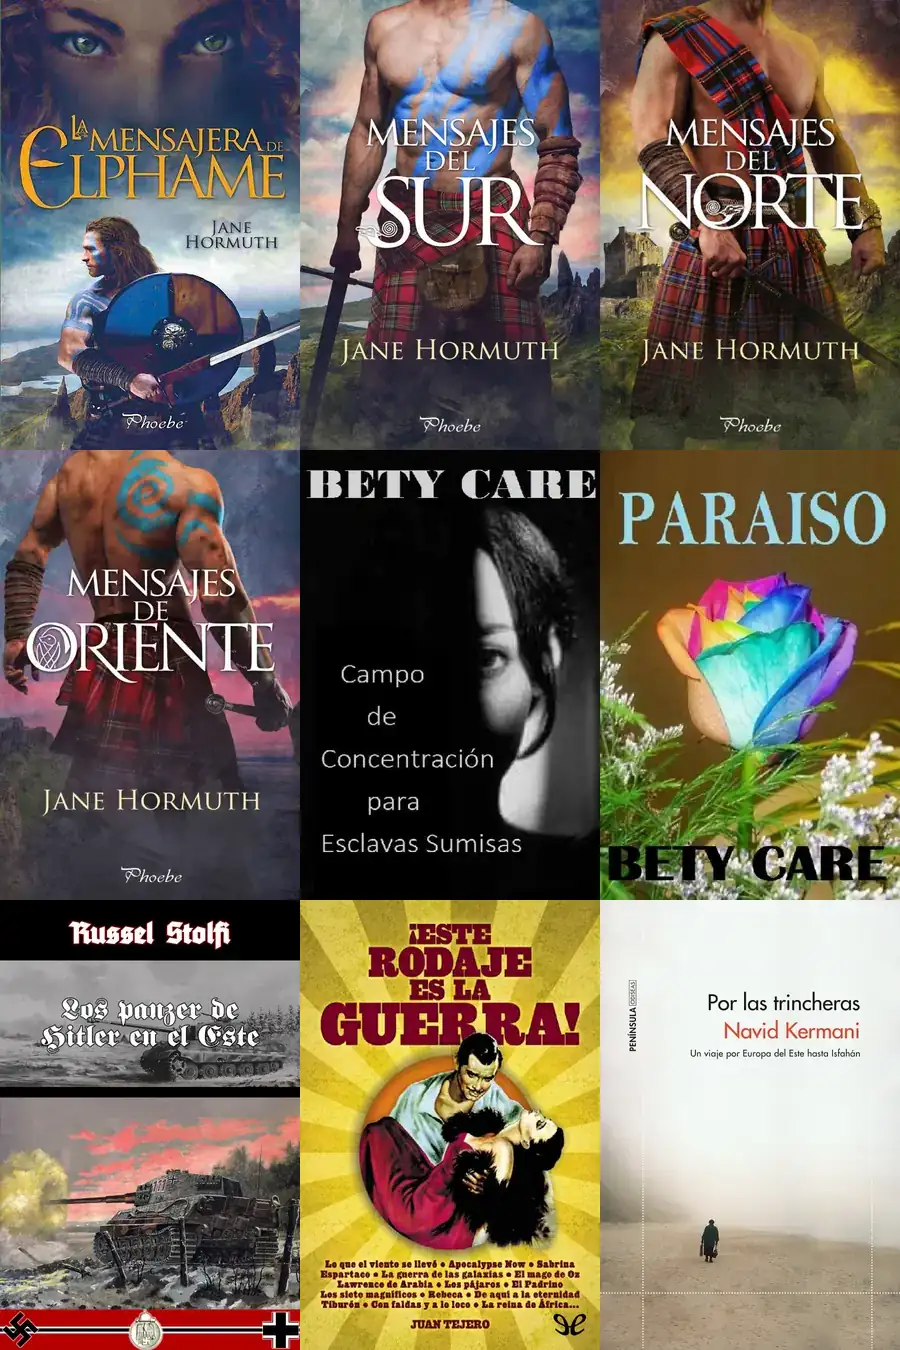 LA
MENSAJERA DE
ELPHAME
JANE
HORMUTH
Phoebe
MENSAJES
DEL
SUR
JANE HORMUTH
Phoebe
MENSAJES
DEL
NORTE
JANE HORMUTH
Phoebe
MENSAJES
DE
ORIENTE
JANE HORMUTH
Phoebe
BETY CARE
Campo
de
Concentración
para
Esclavas Sumisas
PARAISO
BETY CARE
Russel Stolfi
Los panzer de
Hitler en el Este
¡ESTE
RODAJE
ES LA
GUERRA!
Lo que el viento se llevó • Apocalypse Now • Sabrina
Espartaco • La guerra de las galaxias • El mago de Oz
Lawrence de Arabia • Los pájaros • El Padrino
Los siete magníficos • Rebeca • De aquí a la eternidad
Tiburón • Con faldas y a lo loco • La reina de África...
JUAN TEJERO
PENÍNSULA ODISEAS
Por las trincheras
Navid Kermani
Un viaje por Europa del Este hasta Isfahán